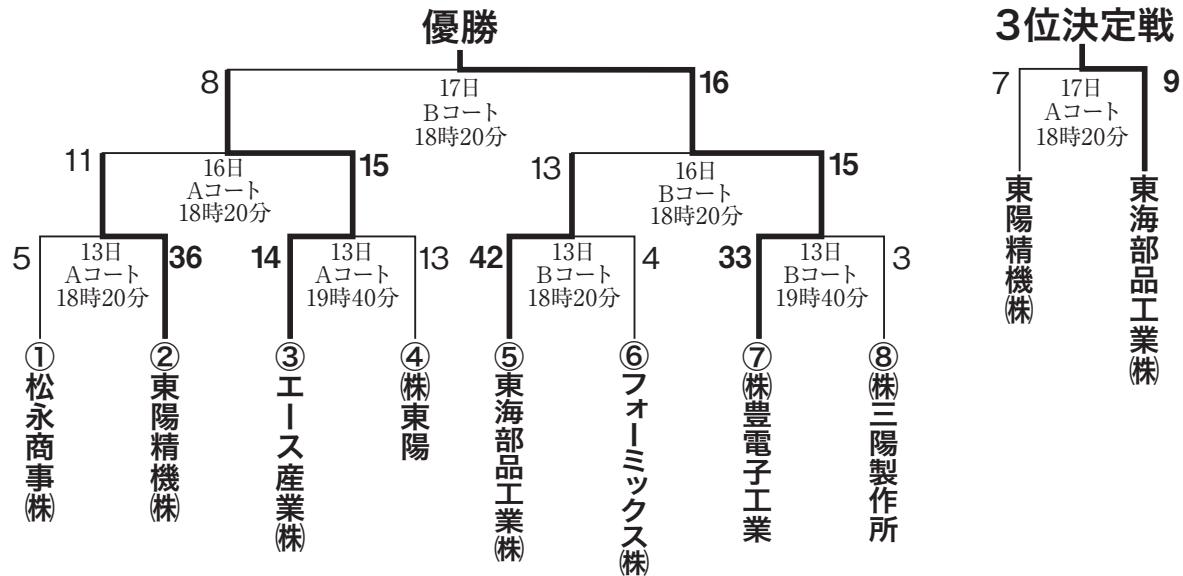 優勝
3位決定戦
8
17日
Bコート
18時20分
16
7
17日
Aコート
18時20分
9
11
16日
Aコート
18時20分
15
13
16日
Bコート
18時20分
15
5
13日
Aコート
18時20分
36
14
13日
Aコート
19時40分
13
42
13日
Bコート
18時20分
4
33
13日
Bコート
19時40分
3
①松永商事㈱
②東陽精機㈱
③エース産業㈱
④㈱東陽
⑤東海部品工業㈱
⑥フォーミックス㈱
⑦㈱豊電子工業
⑧㈱三陽製作所
東陽精機㈱
東海部品工業㈱